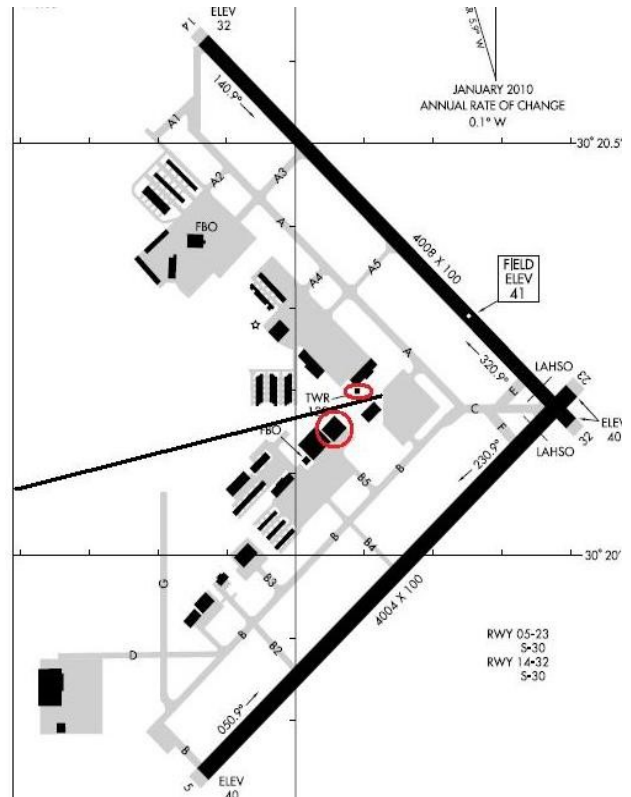 ELEV
32
14
5.9° W
JANUARY 2010
ANNUAL RATE OF CHANGE
0.1° W
140.9°
A1
30° 20.5'
A2
A3
FBO
A
4008 X 100
A5
A4
FIELD
ELEV
41
320.9°
A
LAHSO
23
E
TWR
C
ELEV
40
F
32
LAHSO
FBO
230.9°
B
B5
B
B4
30° 20'
G
B3
4004 X 100
RWY 05-23
S-30
RWY 14-32
S-30
B
B2
D
050.9°
B
5
ELEV
40